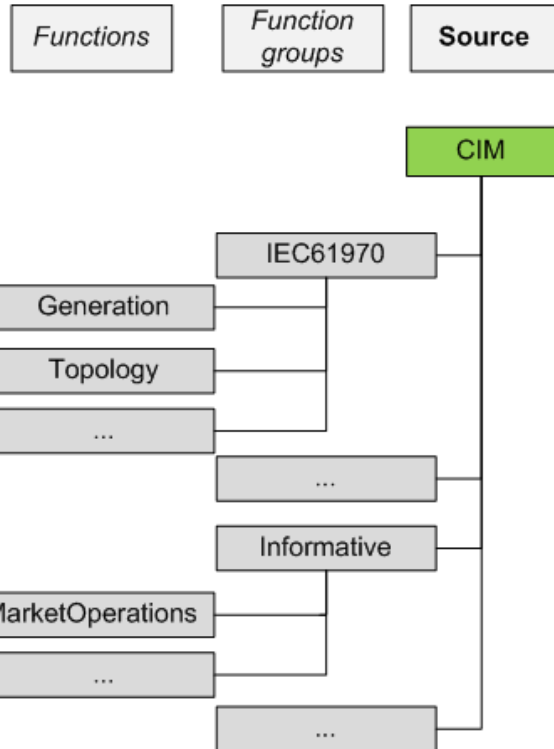 Functions
Function
groups
Source
CIM
IEC61970
Generation
Topology
...
...
Informative
MarketOperations
...
...